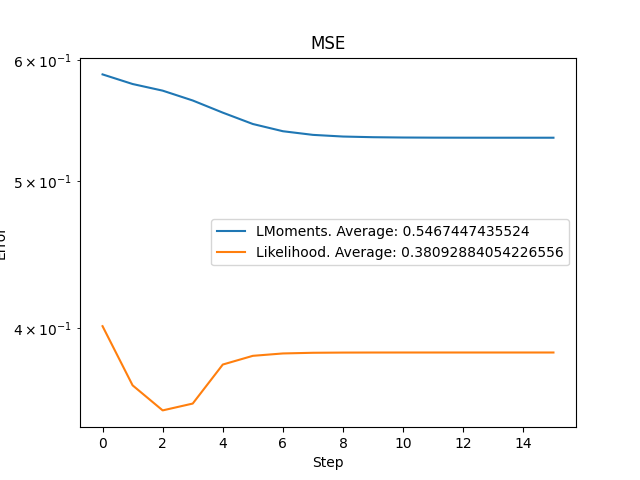 MSE
6 × 10⁻¹
5 × 10⁻¹
4 × 10⁻¹
Error
LMoments. Average: 0.5467447435524
Likelihood. Average: 0.38092884054226556
0 2 4 6 8 10 12 14
Step